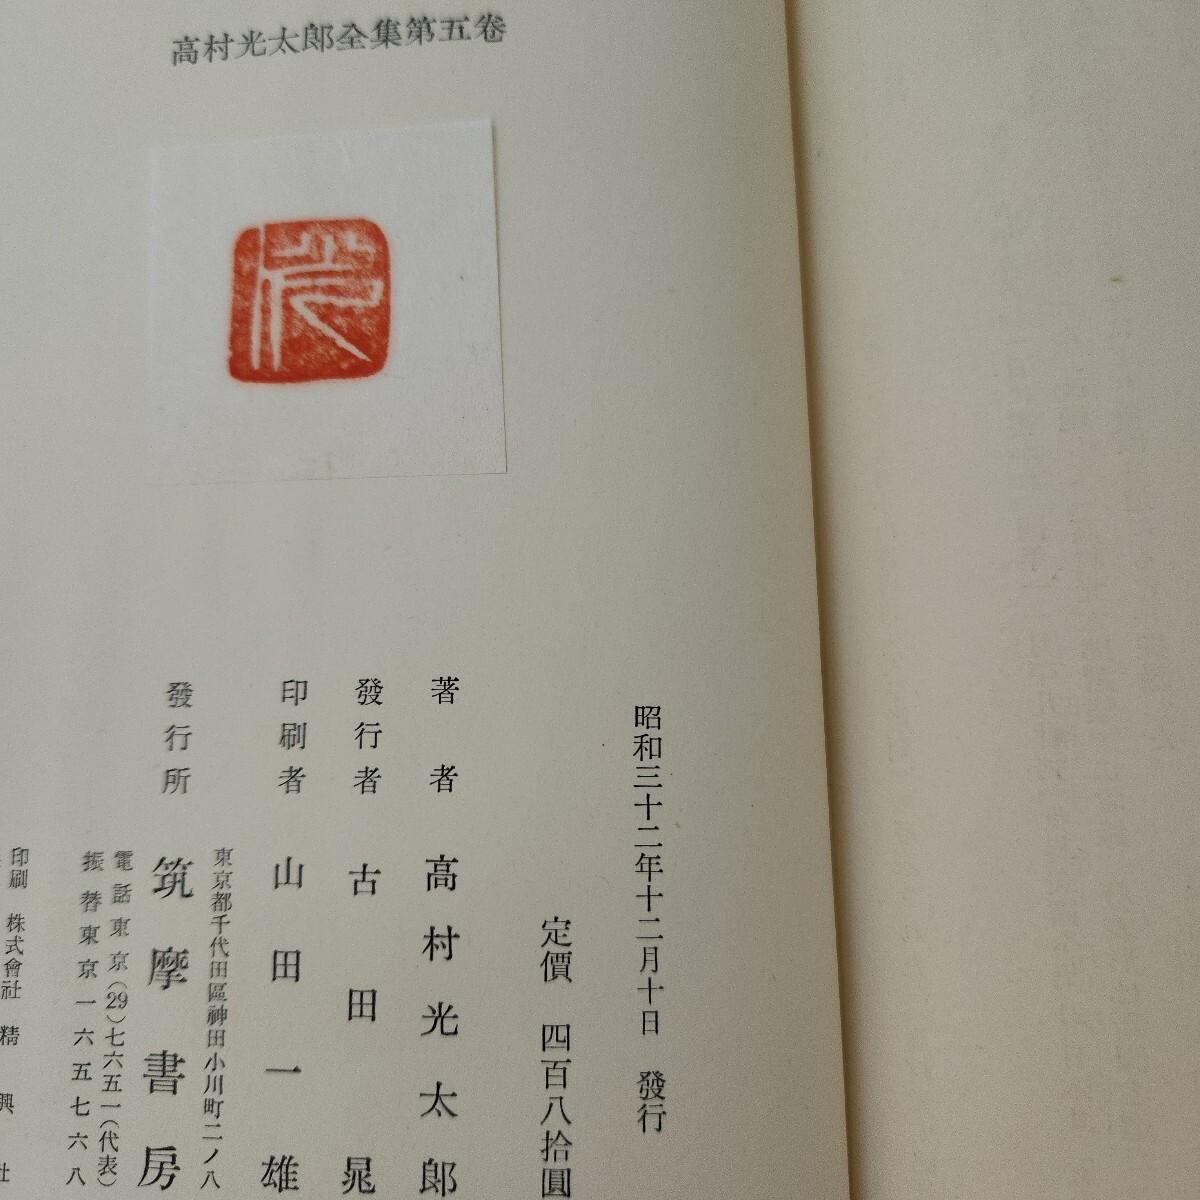 高村光太郎全集第五卷
昭和三十二年十二月十日　發行
定價　四百八拾圓
著者　高村光太郎
發行者　古田晁
印刷者　山田一雄
東京都千代田區神田小川町二ノ八
發行所　筑摩書房
電話東京(29)七六五一(代表)
振替東京一六五七六八
印刷　株式會社　精興社